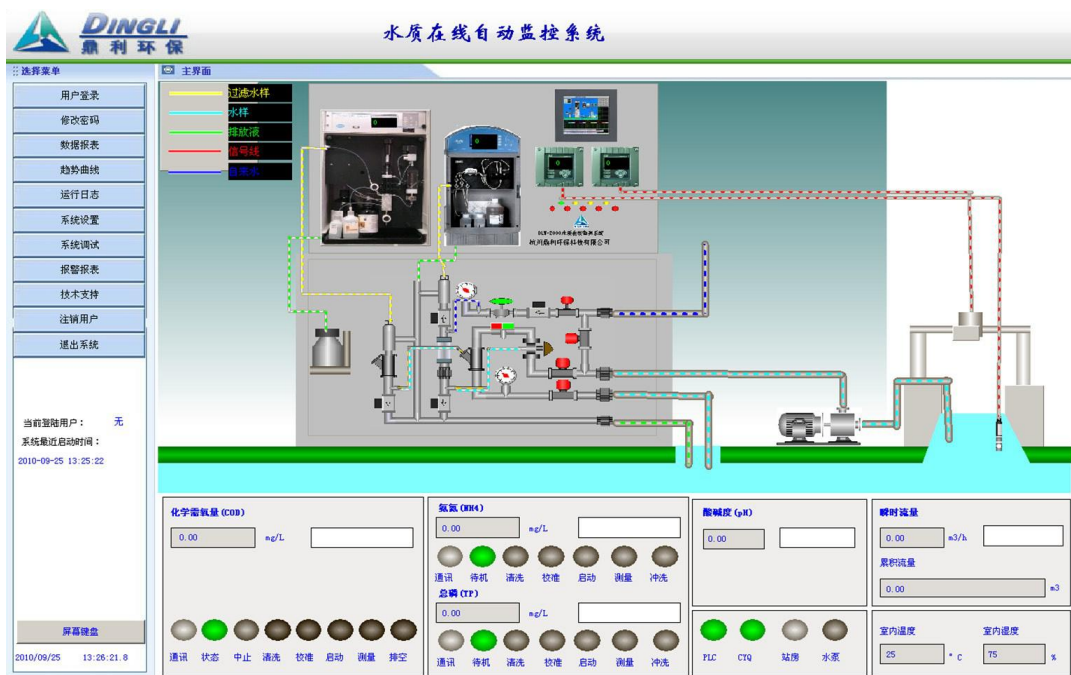 DINGLI
鼎利环保
水质在线自动监控系统
选择菜单
主界面
用户登录
修改密码
数据报表
趋势曲线
运行日志
系统设置
系统调试
报警报表
技术支持
注销用户
退出系统
当前登陆用户： 无
系统最近启动时间：
2010-09-25 13:25:22
屏幕键盘
2010/09/25 13:26:21.8
过滤水样
水样
排放液
信号线
自来水
杭州鼎利环保科技有限公司
化学需氧量(COD)
0.00 mg/L
通讯 状态 中止 清洗 校准 启动 测量 排空
氨氮(NH4)
0.00 mg/L
通讯 待机 清洗 校准 启动 测量 冲洗
总磷(TP)
0.00 mg/L
通讯 待机 清洗 校准 启动 测量 冲洗
酸碱度(pH)
0.00
PLC CYQ 站房 水泵
瞬时流量
0.00 m3/h
累积流量
0.00 m3
室内温度 室内湿度
25 °C 75 %